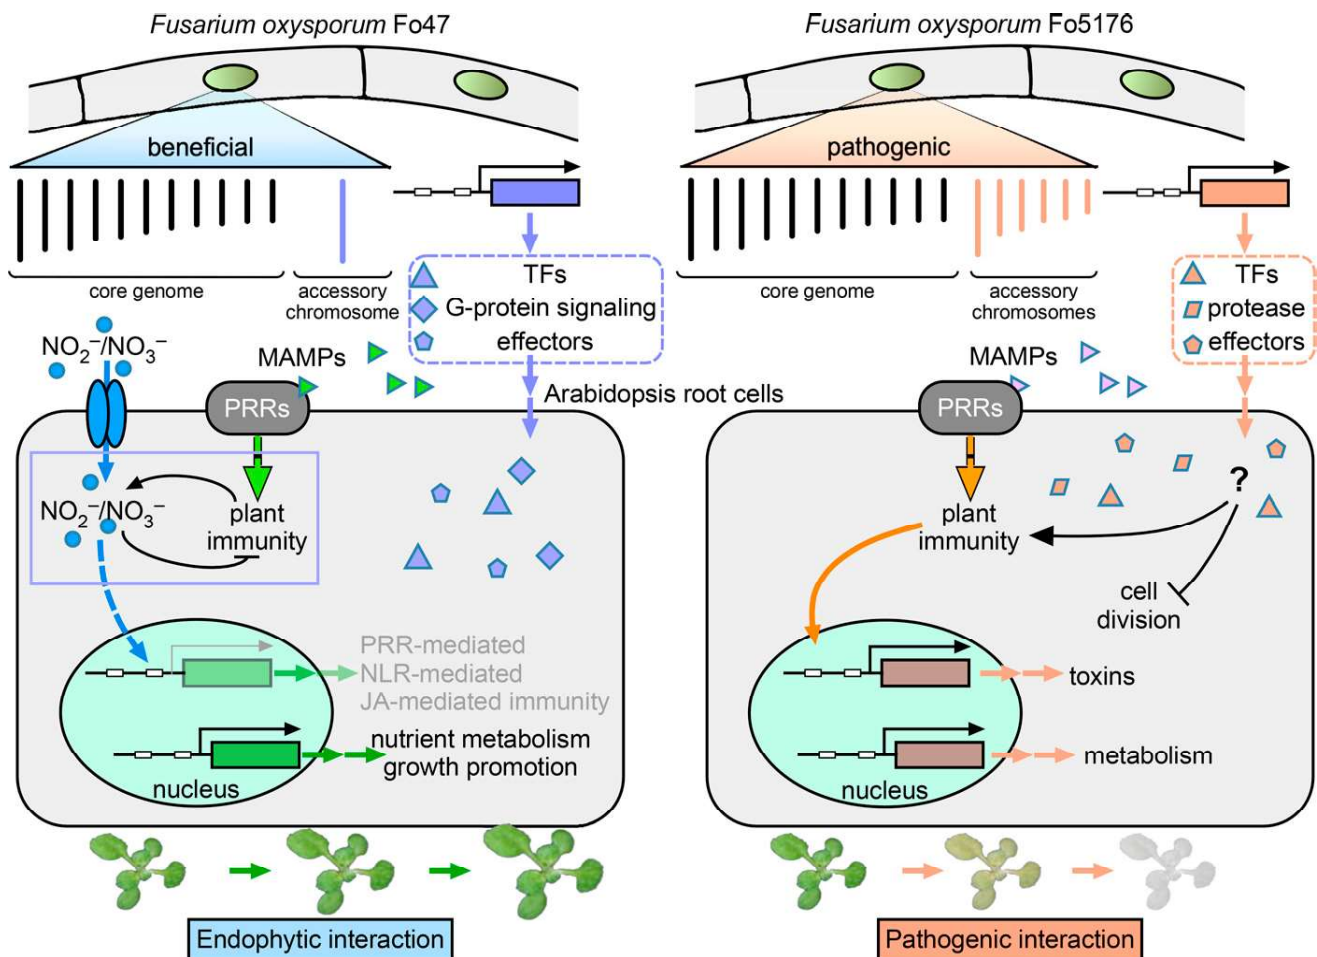 Fusarium oxysporum Fo47
beneficial
core genome
accessory
chromosome
TFs
G-protein signaling
effectors
NO₂⁻/NO₃⁻
MAMPs
PRRs
Arabidopsis root cells
NO₂⁻/NO₃⁻
plant
immunity
PRR-mediated
NLR-mediated
JA-mediated immunity
nutrient metabolism
growth promotion
nucleus
Endophytic interaction
Fusarium oxysporum Fo5176
pathogenic
core genome
accessory
chromosomes
TFs
protease
effectors
MAMPs
PRRs
?
plant
immunity
cell
division
toxins
metabolism
nucleus
Pathogenic interaction